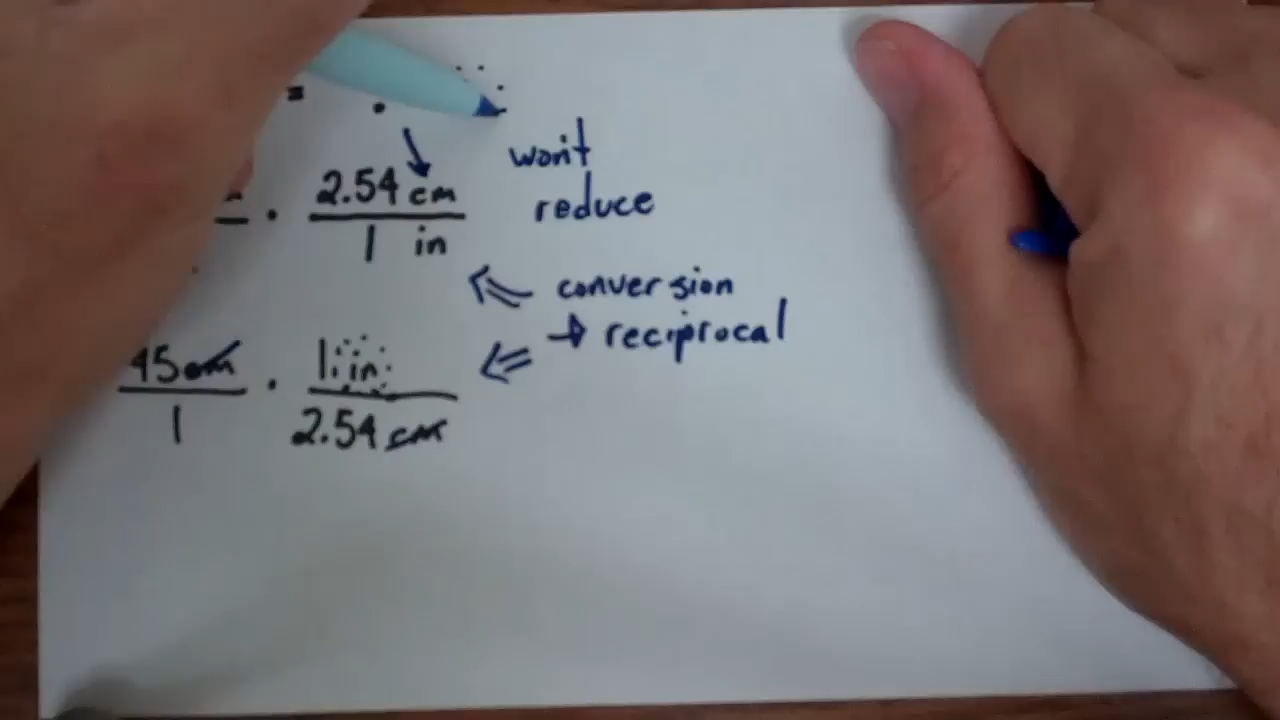 =
· 2.54 cm
1 in
won't
reduce
conversion
→ reciprocal
45 cm · 1 in
1 2.54 cm